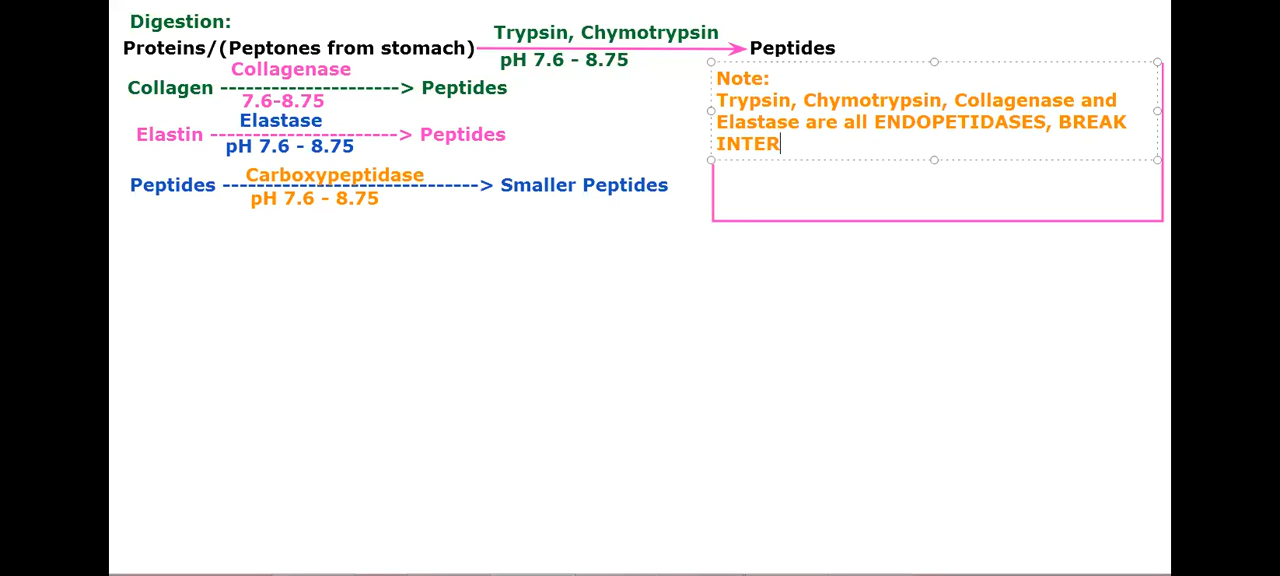 Digestion:
Trypsin, Chymotrypsin
Proteins/(Peptones from stomach) Peptides
pH 7.6 - 8.75
Collagenase
Collagen ---------------------> Peptides
7.6-8.75
Elastase
Elastin ----------------------> Peptides
pH 7.6 - 8.75
Carboxypeptidase
Peptides ------------------------------> Smaller Peptides
pH 7.6 - 8.75
Note:
Trypsin, Chymotrypsin, Collagenase and
Elastase are all ENDOPETIDASES, BREAK
INTER